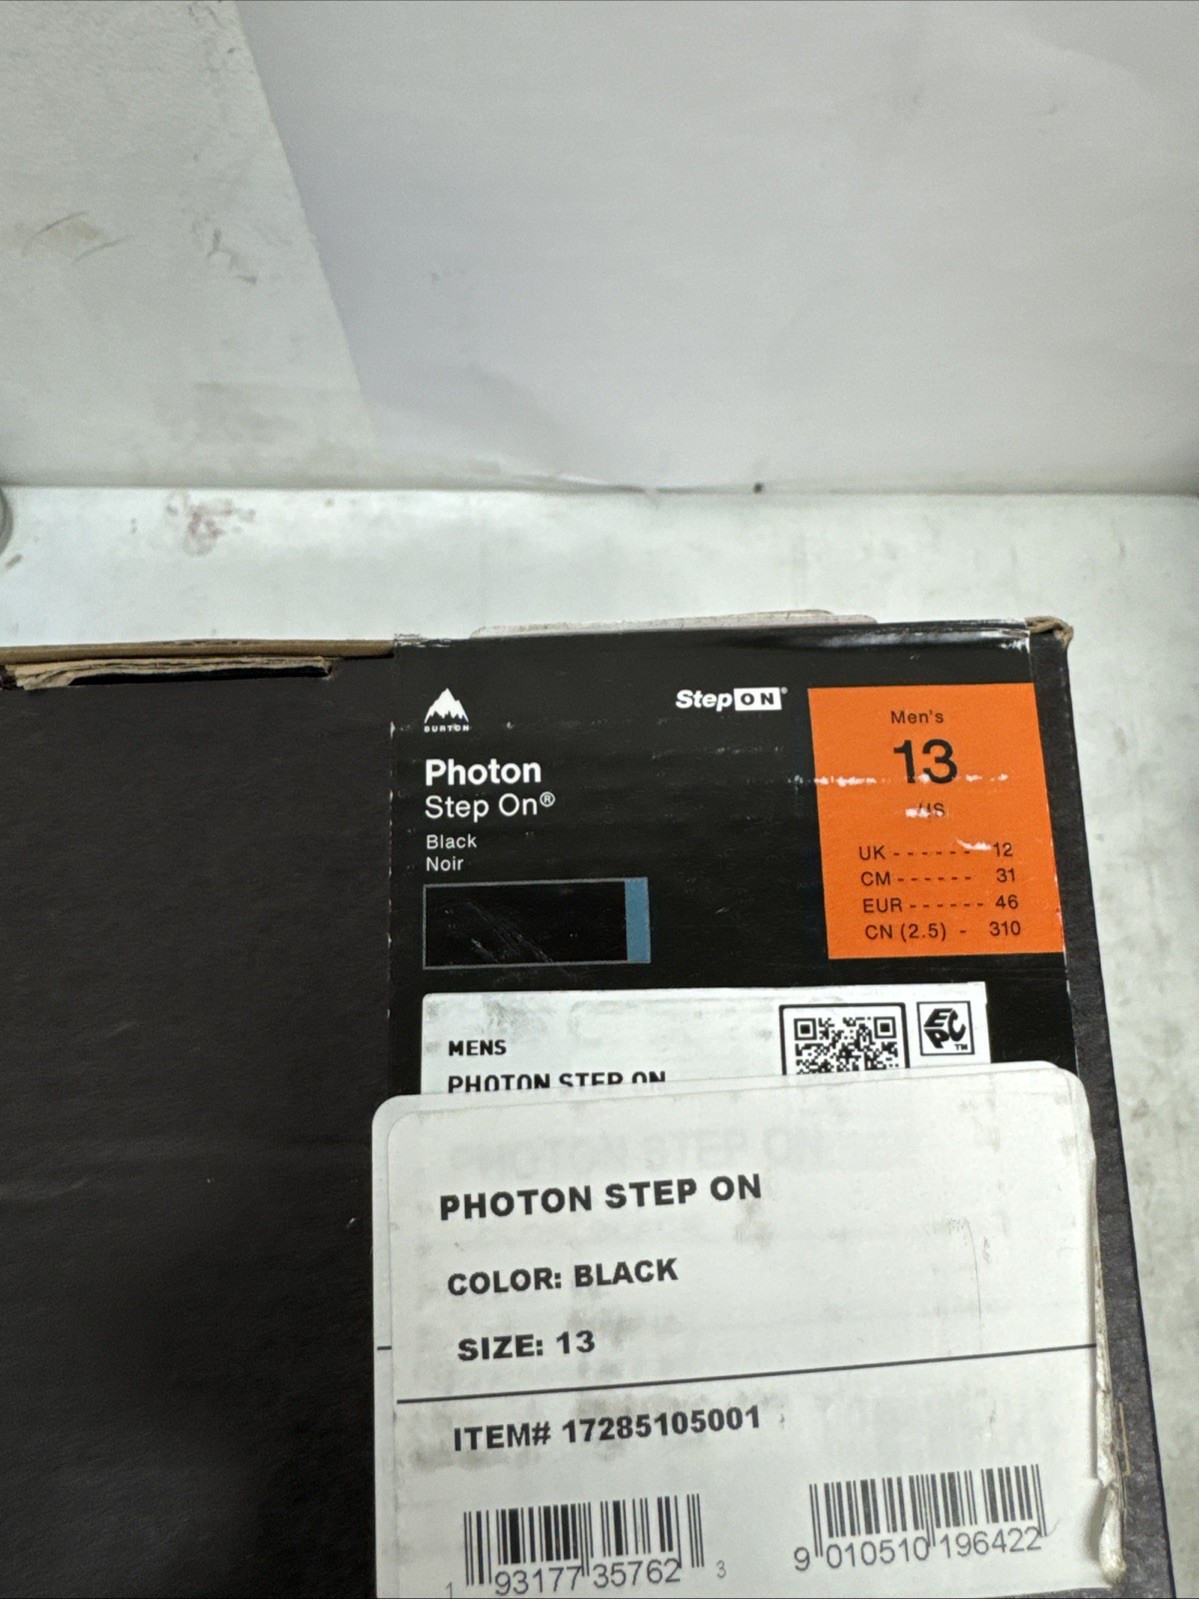 BURTON
StepON®
Photon
Step On®
Black
Noir
Men's
13
US
UK - - - - - - - 12
CM - - - - - - 31
EUR - - - - - - 46
CN (2.5) - 310
MENS
PHOTON STEP ON
EPC™
PHOTON STEP ON
COLOR: BLACK
SIZE: 13
ITEM# 17285105001
1 93177 35762 3
9 010510 196422